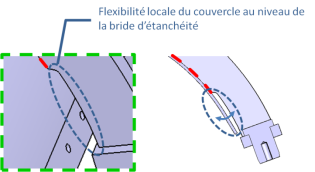 Flexibilité locale du couvercle au niveau de
la bride d'étanchéité